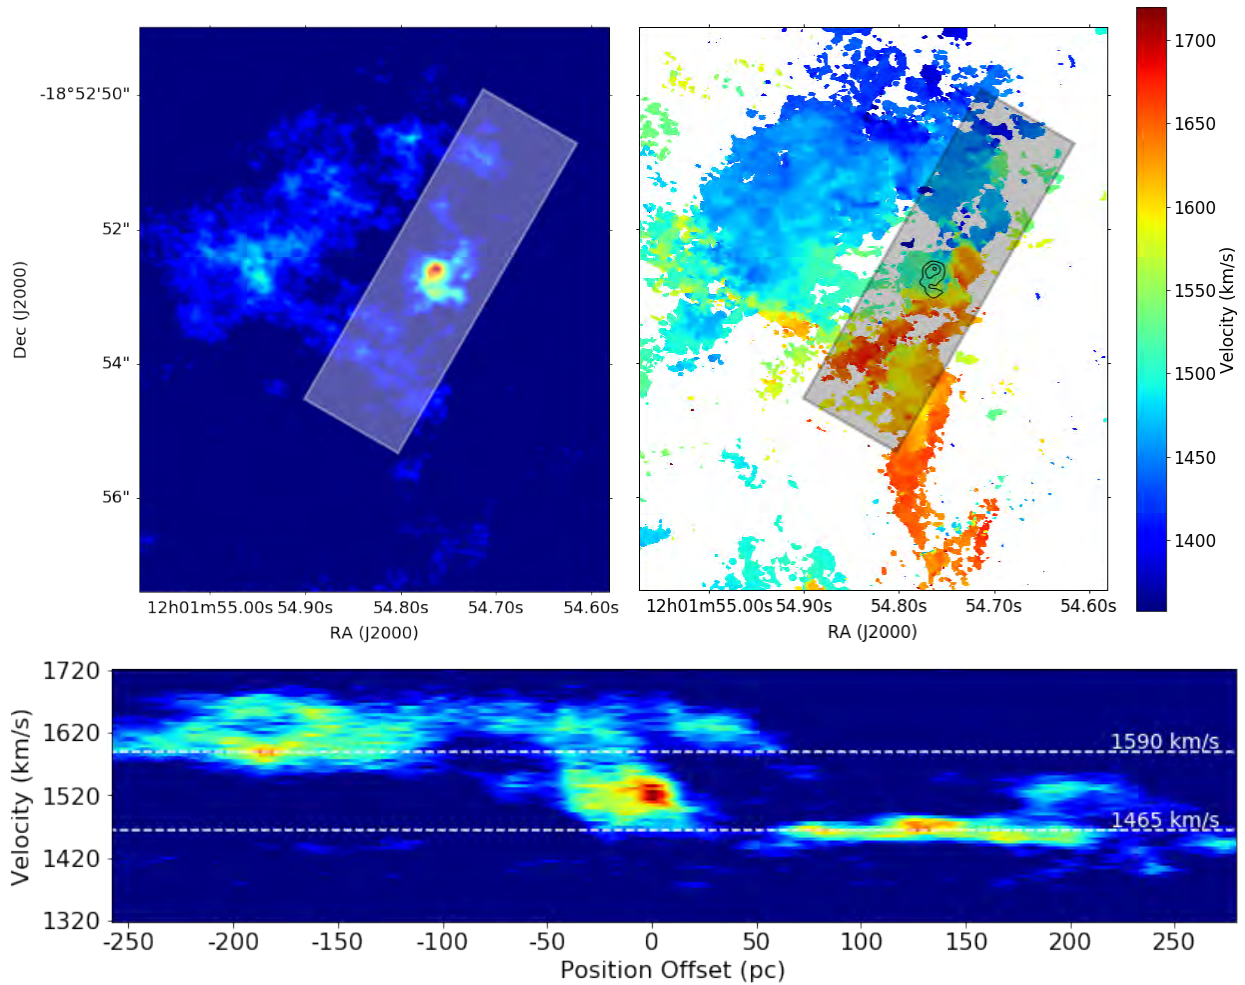 -18°52'50"
52"
54"
56"
Dec (J2000)
12h01m55.00s
54.90s
54.80s
54.70s
54.60s
RA (J2000)
12h01m55.00s
54.90s
54.80s
54.70s
54.60s
RA (J2000)
1700
1650
1600
1550
1500
1450
1400
Velocity (km/s)
1720
1620
1520
1420
1320
Velocity (km/s)
1590 km/s
1465 km/s
-250
-200
-150
-100
-50
0
50
100
150
200
250
Position Offset (pc)